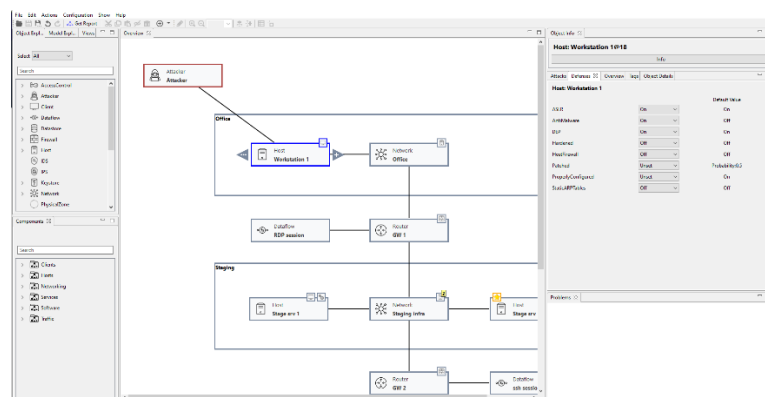 File Edit Actions Configuration Show Help
Get Report
Object Expl... Model Expl... Views
Overview
Object info
Select All
Search
AccessControl
Attacker
Client
Dataflow
Datastore
Firewall
Host
IDS
IPS
Keystore
Network
PhysicalZone
Components
Search
Clients
Hosts
Networking
Services
Software
Traffic
Attacker
Attacker
Office
Host
Workstation 1
Network
Office
Dataflow
RDP session
Router
GW 1
Staging
Host
Stage srv 1
Network
Staging infra
Host
Stage srv
Router
GW 2
Dataflow
ssh sessio
Host: Workstation 1@18
Info
Attacks Defenses Overview Tags Object Details
Host: Workstation 1
Default Value
ASLR On On
AntiMalware On Off
DEP On On
Hardened Off Off
HostFirewall Off Off
Patched Unset Probability:0.5
ProperlyConfigured Unset On
StaticARPTables Off Off
Problems